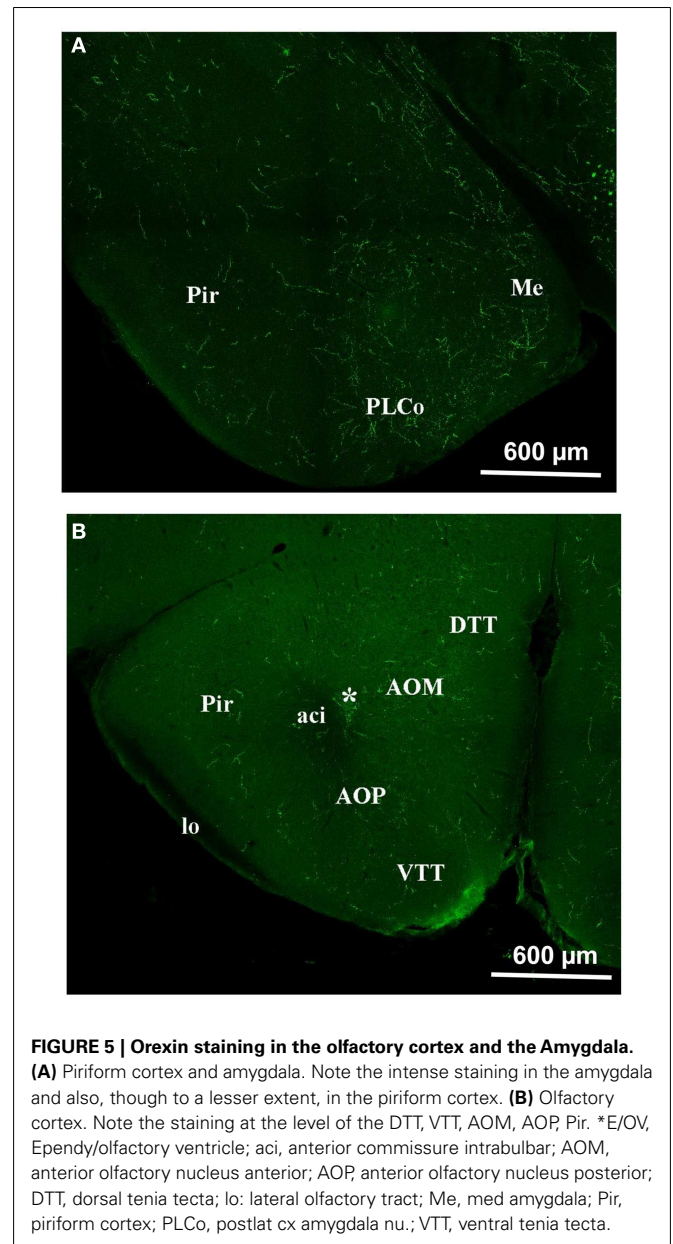 A
Pir
Me
PLCo
600 µm
B
DTT
AOM
*
Pir
aci
AOP
lo
VTT
600 µm
FIGURE 5 | Orexin staining in the olfactory cortex and the Amygdala.
(A) Piriform cortex and amygdala. Note the intense staining in the amygdala
and also, though to a lesser extent, in the piriform cortex. (B) Olfactory
cortex. Note the staining at the level of the DTT, VTT, AOM, AOP, Pir. *E/OV,
Ependy/olfactory ventricle; aci, anterior commissure intrabulbar; AOM,
anterior olfactory nucleus anterior; AOP, anterior olfactory nucleus posterior;
DTT, dorsal tenia tecta; lo: lateral olfactory tract; Me, med amygdala; Pir,
piriform cortex; PLCo, postlat cx amygdala nu.; VTT, ventral tenia tecta.